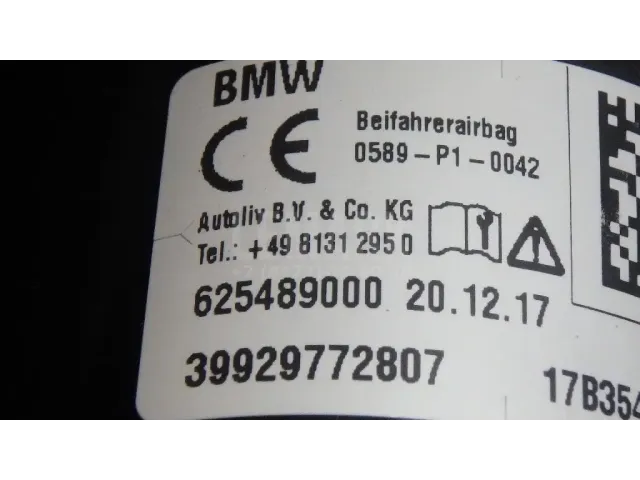 BMW
CE
Beifahrerairbag
0589-P1-0042
Autoliv B.V. & Co. KG
Tel.: +49 8131 295 0
625489000 20.12.17
39929772807
17B354